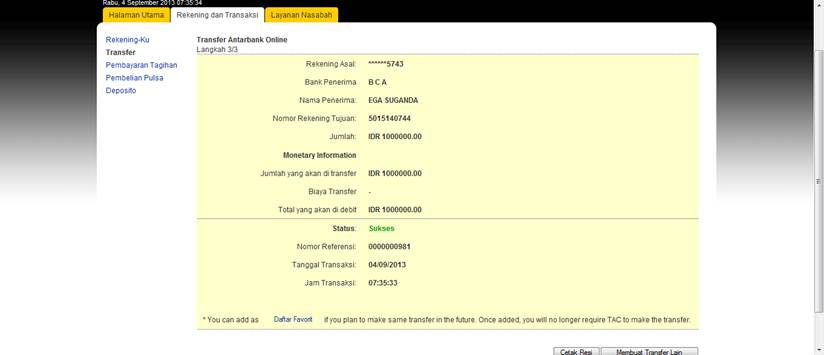 Rabu, 4 September 2013 07:35:34
Halaman Utama
Rekening dan Transaksi
Layanan Nasabah
Rekening-Ku
Transfer
Pembayaran Tagihan
Pembelian Pulsa
Deposito
Transfer Antarbank Online
Langkah 3/3
Rekening Asal: ******5743
Bank Penerima B C A
Nama Penerima: EGA SUGANDA
Nomor Rekening Tujuan: 5015140744
Jumlah: IDR 1000000.00
Monetary Information
Jumlah yang akan di transfer IDR 1000000.00
Biaya Transfer -
Total yang akan di debit IDR 1000000.00
Status: Sukses
Nomor Referensi: 0000000981
Tanggal Transaksi: 04/09/2013
Jam Transaksi: 07:35:33
* You can add as Daftar Favorit if you plan to make same transfer in the future. Once added, you will no longer require TAC to make the transfer.
Cetak Resi
Membuat Transfer Lain